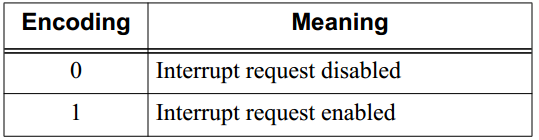 Encoding Meaning
0 Interrupt request disabled
1 Interrupt request enabled